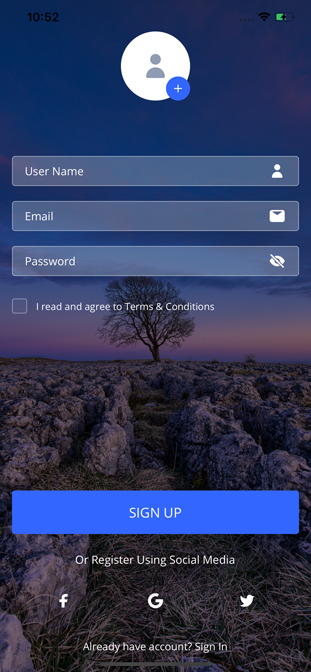 10:52
User Name
Email
Password
I read and agree to Terms & Conditions
SIGN UP
Or Register Using Social Media
Already have account? Sign In